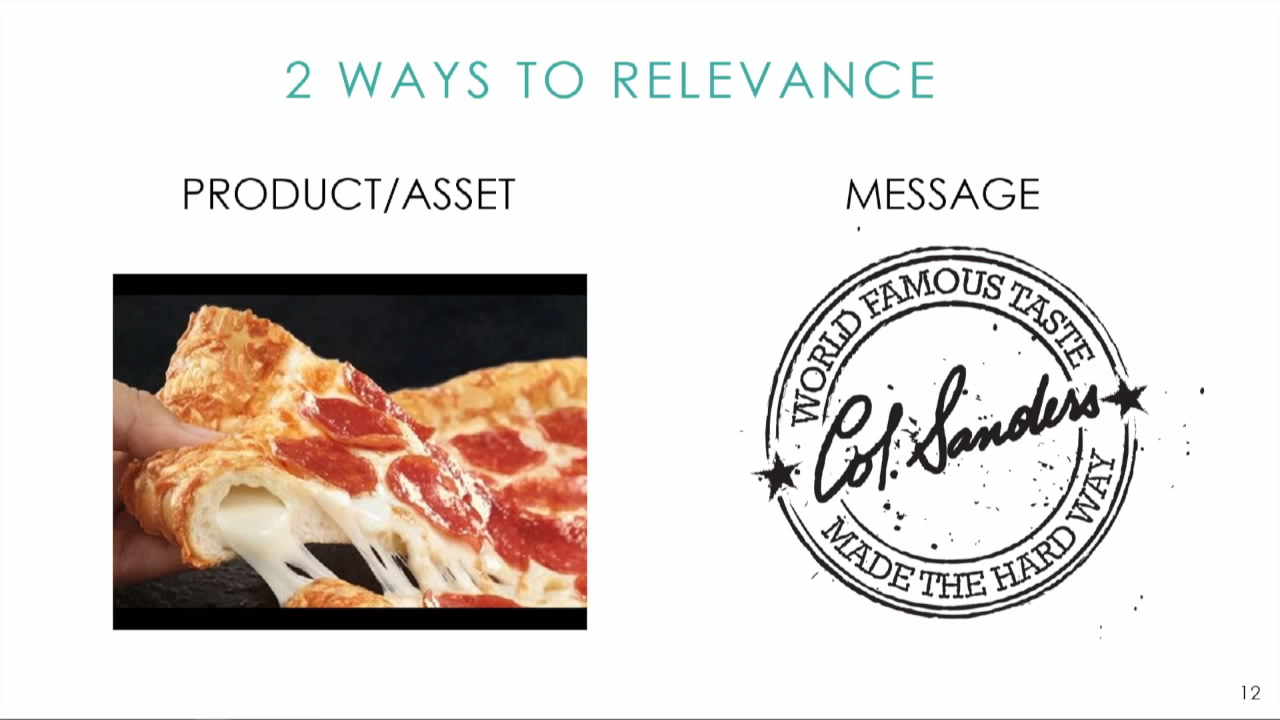 2 WAYS TO RELEVANCE
PRODUCT/ASSET
MESSAGE
WORLD FAMOUS TASTE
Col. Sanders
MADE THE HARD WAY
12